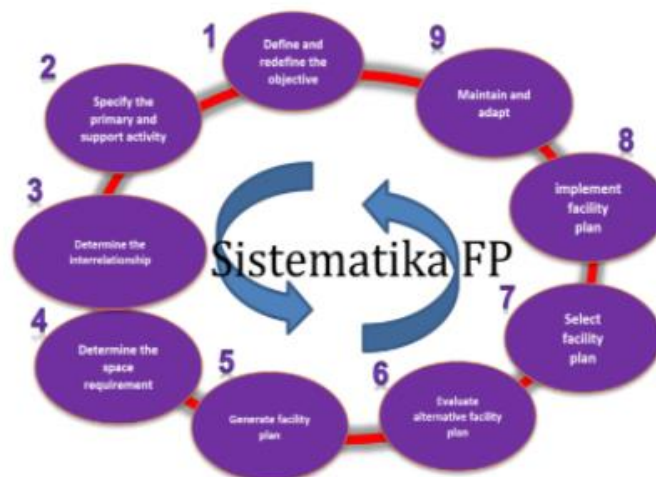 1
Define and
redefine the
objective
2
Specify the
primary and
support activity
3
Determine the
interrelationship
4
Determine the
space
requirement
5
Generate facility
plan
6
Evaluate
alternative facility
plan
7
Select
facility
plan
8
implement
facility
plan
9
Maintain and
adapt
Sistematika FP